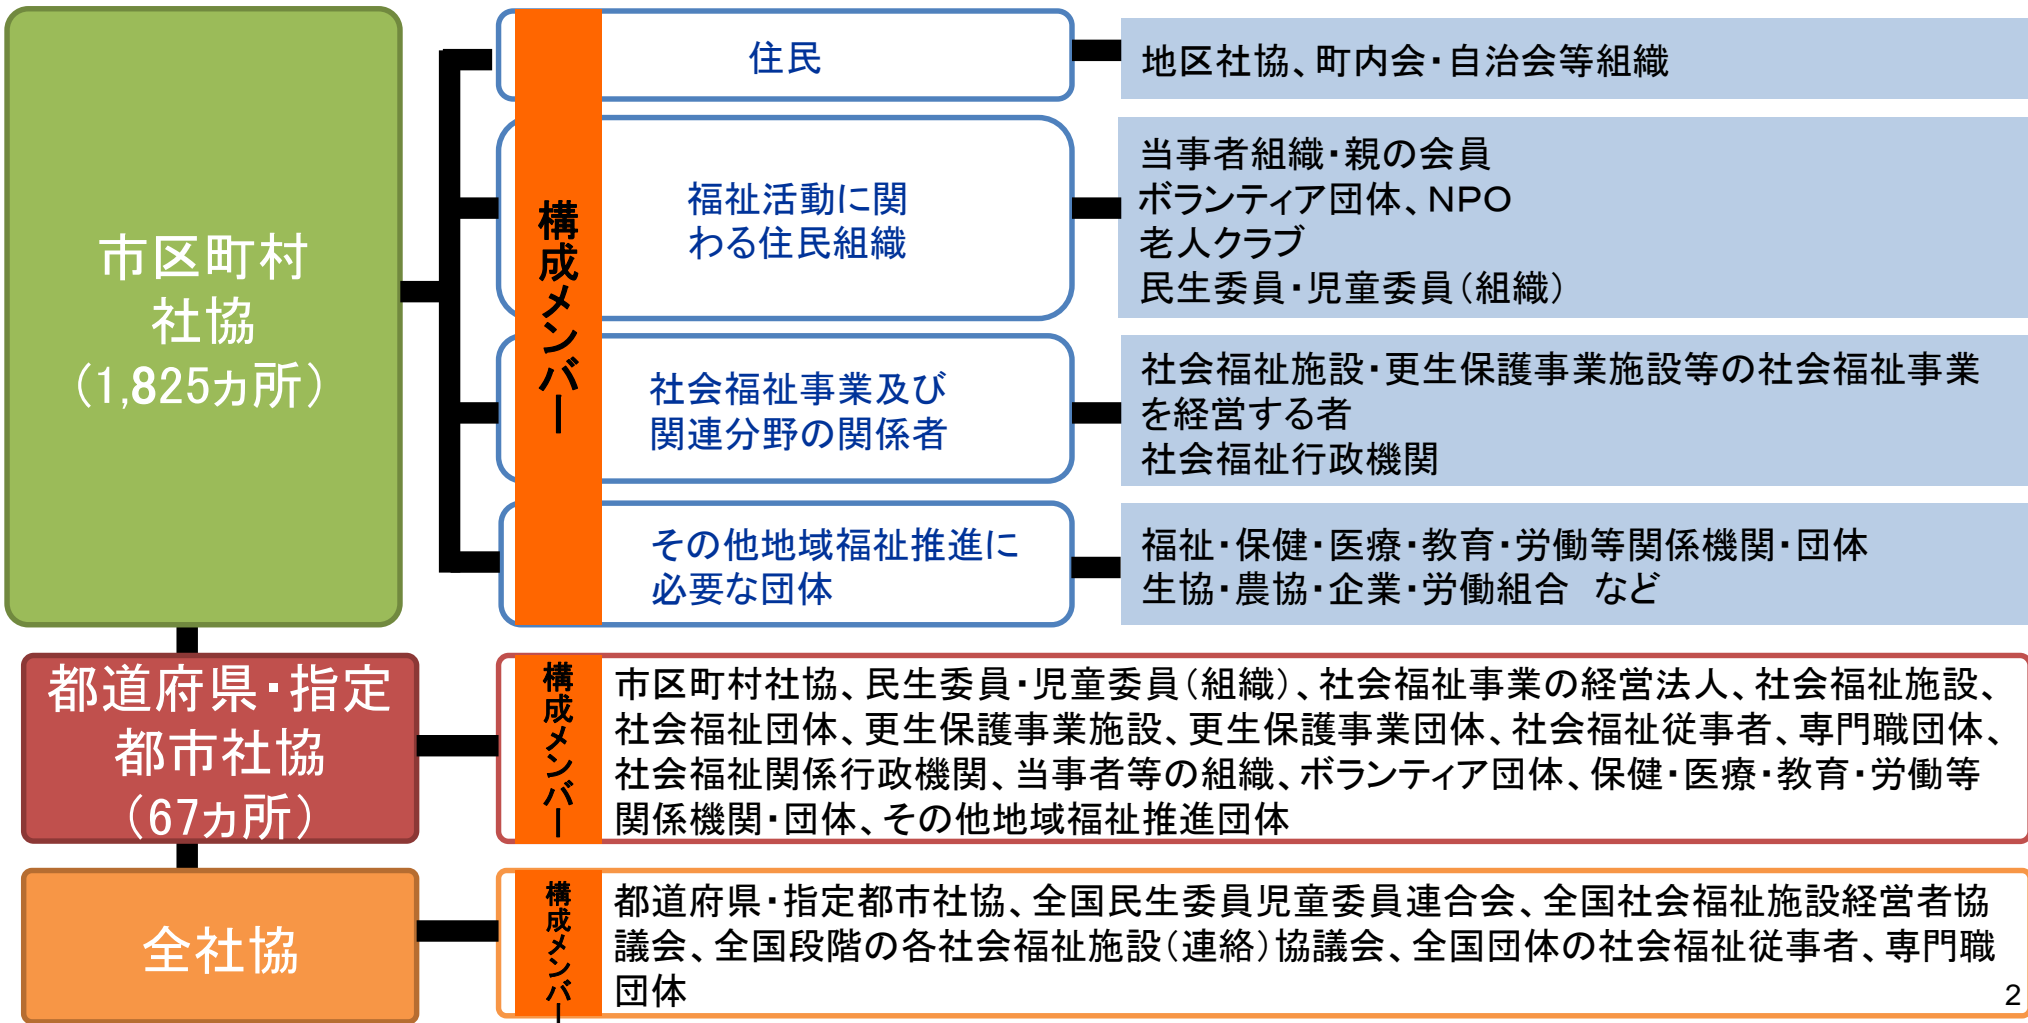 市区町村
社協
（1,825ヵ所）
構成メンバー
住民
地区社協、町内会・自治会等組織
福祉活動に関
わる住民組織
当事者組織・親の会員
ボランティア団体、NPO
老人クラブ
民生委員・児童委員（組織）
社会福祉事業及び
関連分野の関係者
社会福祉施設・更生保護事業施設等の社会福祉事業
を経営する者
社会福祉行政機関
その他地域福祉推進に
必要な団体
福祉・保健・医療・教育・労働等関係機関・団体
生協・農協・企業・労働組合　など
都道府県・指定
都市社協
（67ヵ所）
構成メンバー
市区町村社協、民生委員・児童委員（組織）、社会福祉事業の経営法人、社会福祉施設、
社会福祉団体、更生保護事業施設、更生保護事業団体、社会福祉従事者、専門職団体、
社会福祉関係行政機関、当事者等の組織、ボランティア団体、保健・医療・教育・労働等
関係機関・団体、その他地域福祉推進団体
全社協
構成メンバー
都道府県・指定都市社協、全国民生委員児童委員連合会、全国社会福祉施設経営者協
議会、全国段階の各社会福祉施設（連絡）協議会、全国団体の社会福祉従事者、専門職
団体
2